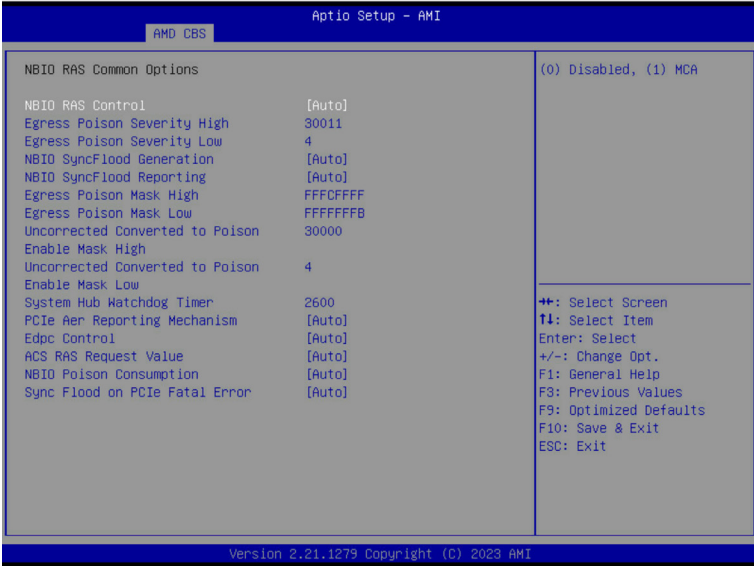 Aptio Setup – AMI
AMD CBS
NBIO RAS Common Options
NBIO RAS Control [Auto]
Egress Poison Severity High 30011
Egress Poison Severity Low 4
NBIO SyncFlood Generation [Auto]
NBIO SyncFlood Reporting [Auto]
Egress Poison Mask High FFFCFFFF
Egress Poison Mask Low FFFFFFFB
Uncorrected Converted to Poison 30000
Enable Mask High
Uncorrected Converted to Poison 4
Enable Mask Low
System Hub Watchdog Timer 2600
PCIe Aer Reporting Mechanism [Auto]
Edpc Control [Auto]
ACS RAS Request Value [Auto]
NBIO Poison Consumption [Auto]
Sync Flood on PCIe Fatal Error [Auto]
(0) Disabled, (1) MCA
→←: Select Screen
↑↓: Select Item
Enter: Select
+/-: Change Opt.
F1: General Help
F3: Previous Values
F9: Optimized Defaults
F10: Save & Exit
ESC: Exit
Version 2.21.1279 Copyright (C) 2023 AMI